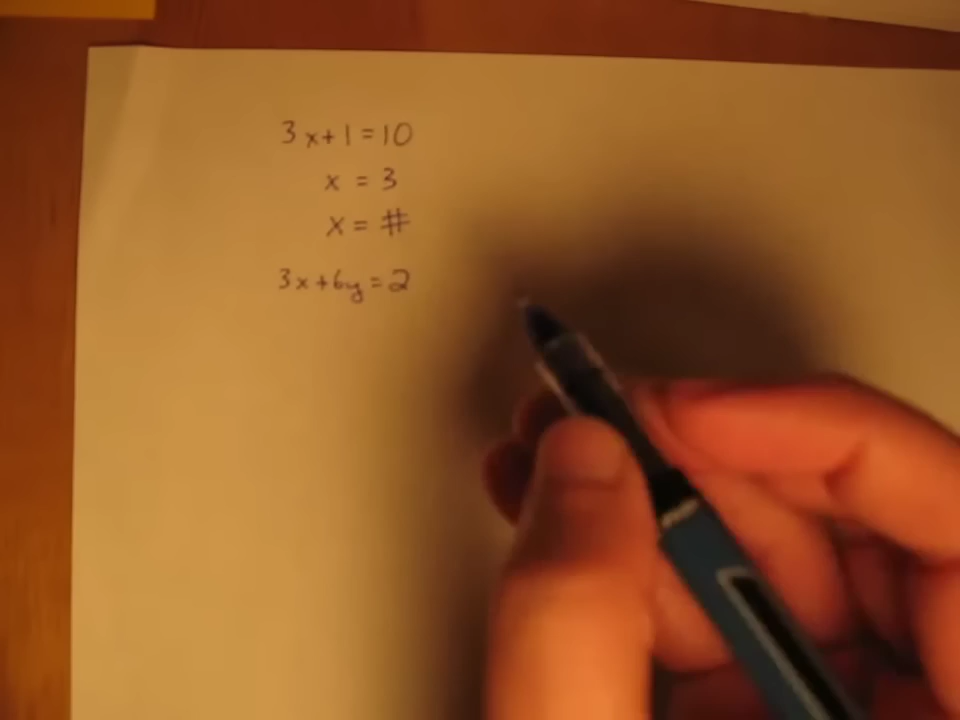 3x+1=10
x = 3
x = #
3x+6y=2